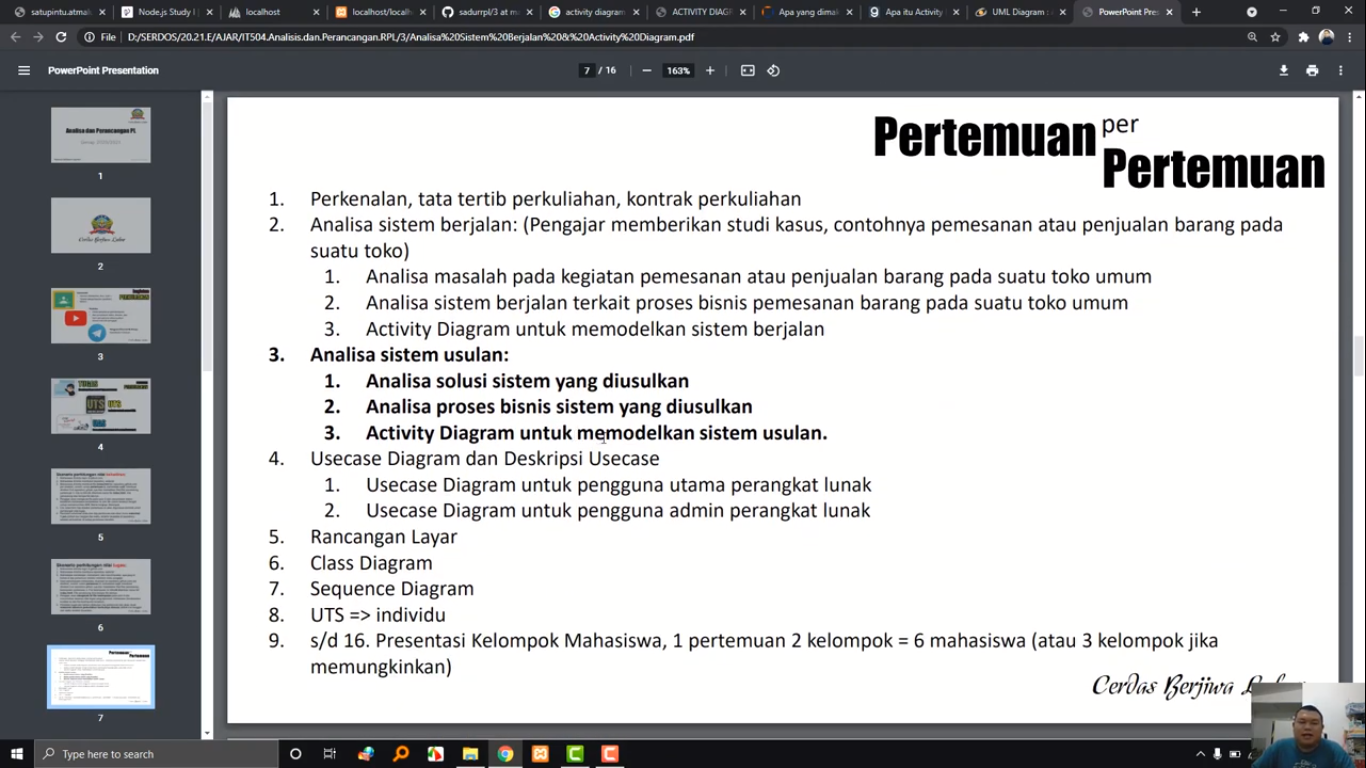 satupintu.atmaluhur
Node.js Study
localhost
localhost/localh
sadurrpl/3 at m
activity diagram
ACTIVITY DIAG
Apa yang dima
Apa itu Activity
UML Diagram :
PowerPoint Pres
File
D:/SERDOS/20.21.E/AJAR/IT504.Analisis.dan.Perancangan.RPL/3/Analisa%20Sistem%20Berjalan%20&%20Activity%20Diagram.pdf
PowerPoint Presentation
7 / 16
163%
1
2
3
4
5
6
7
Pertemuan per
Pertemuan
1. Perkenalan, tata tertib perkuliahan, kontrak perkuliahan
2. Analisa sistem berjalan: (Pengajar memberikan studi kasus, contohnya pemesanan atau penjualan barang pada
suatu toko)
1. Analisa masalah pada kegiatan pemesanan atau penjualan barang pada suatu toko umum
2. Analisa sistem berjalan terkait proses bisnis pemesanan barang pada suatu toko umum
3. Activity Diagram untuk memodelkan sistem berjalan
3. Analisa sistem usulan:
1. Analisa solusi sistem yang diusulkan
2. Analisa proses bisnis sistem yang diusulkan
3. Activity Diagram untuk memodelkan sistem usulan.
4. Usecase Diagram dan Deskripsi Usecase
1. Usecase Diagram untuk pengguna utama perangkat lunak
2. Usecase Diagram untuk pengguna admin perangkat lunak
5. Rancangan Layar
6. Class Diagram
7. Sequence Diagram
8. UTS => individu
9. s/d 16. Presentasi Kelompok Mahasiswa, 1 pertemuan 2 kelompok = 6 mahasiswa (atau 3 kelompok jika
memungkinkan)
Cerdas Berjiwa
Type here to search